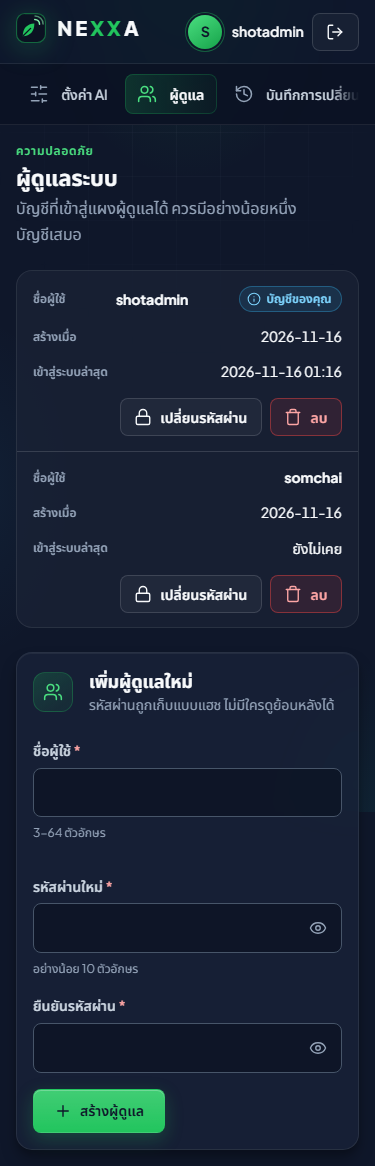 NEXXA
S
shotadmin
ตั้งค่า AI
ผู้ดูแล
บันทึกการเปลี่ยน
ความปลอดภัย
ผู้ดูแลระบบ
บัญชีที่เข้าสู่แผงผู้ดูแลได้ ควรมีอย่างน้อยหนึ่ง
บัญชีเสมอ
ชื่อผู้ใช้ shotadmin บัญชีของคุณ
สร้างเมื่อ 2026-11-16
เข้าสู่ระบบล่าสุด 2026-11-16 01:16
เปลี่ยนรหัสผ่าน ลบ
ชื่อผู้ใช้ somchai
สร้างเมื่อ 2026-11-16
เข้าสู่ระบบล่าสุด ยังไม่เคย
เปลี่ยนรหัสผ่าน ลบ
เพิ่มผู้ดูแลใหม่
รหัสผ่านถูกเก็บแบบแฮช ไม่มีใครดูย้อนหลังได้
ชื่อผู้ใช้ *
3–64 ตัวอักษร
รหัสผ่านใหม่ *
อย่างน้อย 10 ตัวอักษร
ยืนยันรหัสผ่าน *
สร้างผู้ดูแล